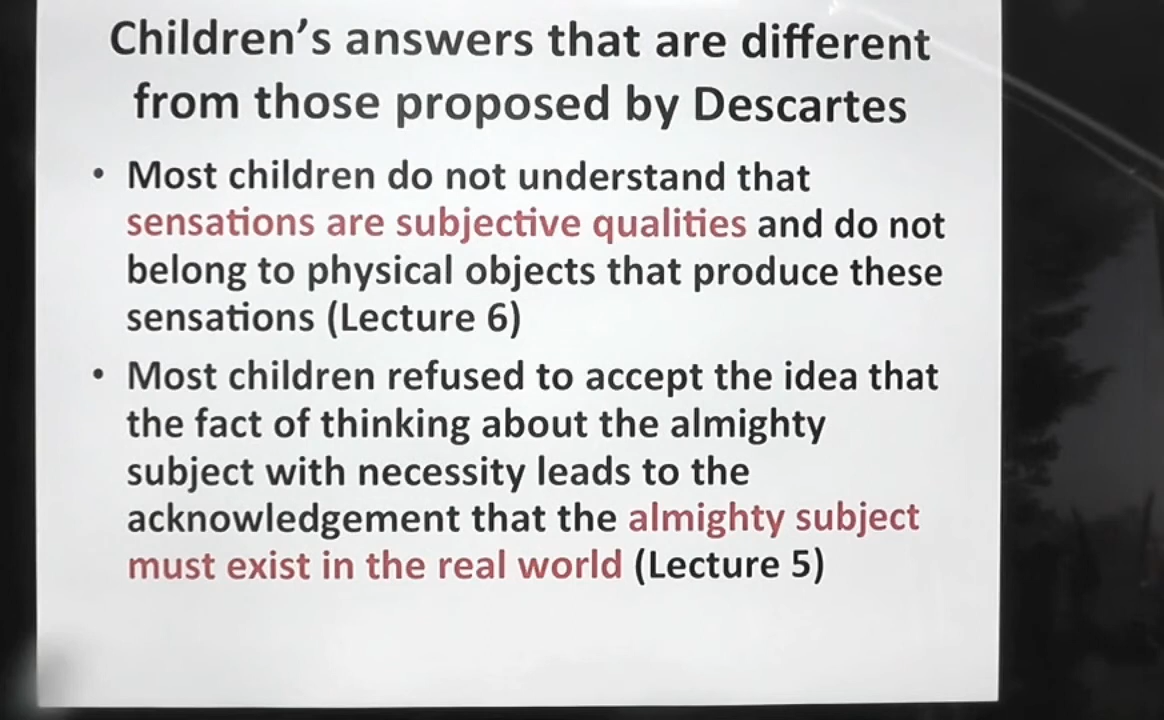 Children's answers that are different
from those proposed by Descartes
• Most children do not understand that
sensations are subjective qualities and do not
belong to physical objects that produce these
sensations (Lecture 6)
• Most children refused to accept the idea that
the fact of thinking about the almighty
subject with necessity leads to the
acknowledgement that the almighty subject
must exist in the real world (Lecture 5)